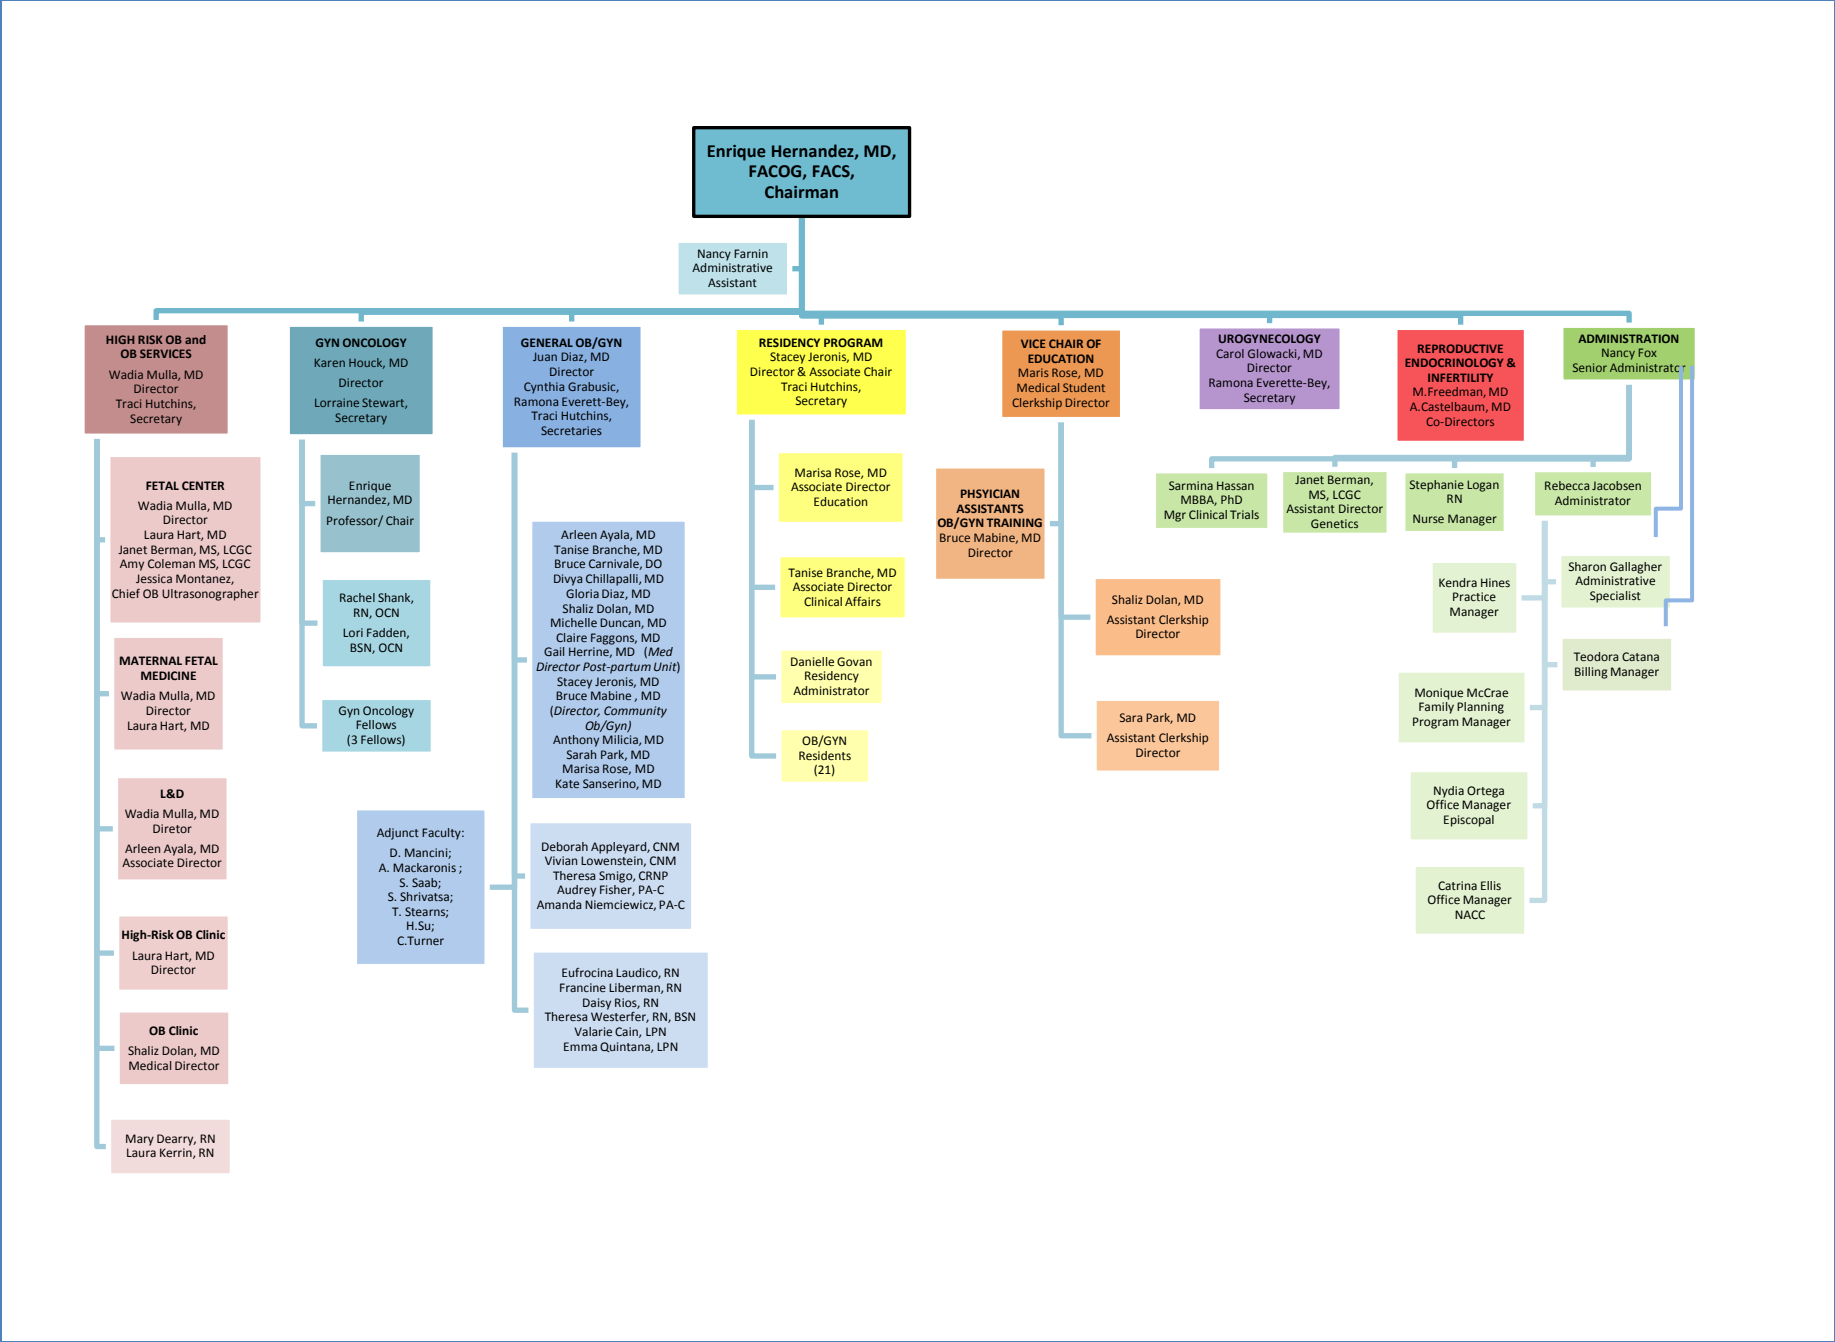 Enrique Hernandez, MD,
FACOG, FACS,
Chairman
Nancy Farnin
Administrative
Assistant
HIGH RISK OB and
OB SERVICES
Wadia Mulla, MD
Director
Traci Hutchins,
Secretary
FETAL CENTER
Wadia Mulla, MD
Director
Laura Hart, MD
Janet Berman, MS, LCGC
Amy Coleman MS, LCGC
Jessica Montanez,
Chief OB Ultrasonographer
MATERNAL FETAL
MEDICINE
Wadia Mulla, MD
Director
Laura Hart, MD
L&D
Wadia Mulla, MD
Diretor
Arleen Ayala, MD
Associate Director
High-Risk OB Clinic
Laura Hart, MD
Director
OB Clinic
Shaliz Dolan, MD
Medical Director
Mary Dearry, RN
Laura Kerrin, RN
GYN ONCOLOGY
Karen Houck, MD
Director
Lorraine Stewart,
Secretary
Enrique
Hernandez, MD
Professor/ Chair
Rachel Shank,
RN, OCN
Lori Fadden,
BSN, OCN
Gyn Oncology
Fellows
(3 Fellows)
GENERAL OB/GYN
Juan Diaz, MD
Director
Cynthia Grabusic,
Ramona Everett-Bey,
Traci Hutchins,
Secretaries
Arleen Ayala, MD
Tanise Branche, MD
Bruce Carnivale, DO
Divya Chillapalli, MD
Gloria Diaz, MD
Shaliz Dolan, MD
Michelle Duncan, MD
Claire Faggons, MD
Gail Herrine, MD (Med
Director Post-partum Unit)
Stacey Jeronis, MD
Bruce Mabine , MD
(Director, Community
Ob/Gyn)
Anthony Milicia, MD
Sarah Park, MD
Marisa Rose, MD
Kate Sanserino, MD
Adjunct Faculty:
D. Mancini;
A. Mackaronis ;
S. Saab;
S. Shrivatsa;
T. Stearns;
H.Su;
C.Turner
Deborah Appleyard, CNM
Vivian Lowenstein, CNM
Theresa Smigo, CRNP
Audrey Fisher, PA-C
Amanda Niemciewicz, PA-C
Eufrocina Laudico, RN
Francine Liberman, RN
Daisy Rios, RN
Theresa Westerfer, RN, BSN
Valarie Cain, LPN
Emma Quintana, LPN
RESIDENCY PROGRAM
Stacey Jeronis, MD
Director & Associate Chair
Traci Hutchins,
Secretary
Marisa Rose, MD
Associate Director
Education
Tanise Branche, MD
Associate Director
Clinical Affairs
Danielle Govan
Residency
Administrator
OB/GYN
Residents
(21)
VICE CHAIR OF
EDUCATION
Maris Rose, MD
Medical Student
Clerkship Director
PHSYICIAN
ASSISTANTS
OB/GYN TRAINING
Bruce Mabine, MD
Director
Shaliz Dolan, MD
Assistant Clerkship
Director
Sara Park, MD
Assistant Clerkship
Director
UROGYNECOLOGY
Carol Glowacki, MD
Director
Ramona Everette-Bey,
Secretary
REPRODUCTIVE
ENDOCRINOLOGY &
INFERTILITY
M.Freedman, MD
A.Castelbaum, MD
Co-Directors
ADMINISTRATION
Nancy Fox
Senior Administrator
Sarmina Hassan
MBBA, PhD
Mgr Clinical Trials
Janet Berman,
MS, LCGC
Assistant Director
Genetics
Stephanie Logan
RN
Nurse Manager
Rebecca Jacobsen
Administrator
Kendra Hines
Practice
Manager
Sharon Gallagher
Administrative
Specialist
Teodora Catana
Billing Manager
Monique McCrae
Family Planning
Program Manager
Nydia Ortega
Office Manager
Episcopal
Catrina Ellis
Office Manager
NACC